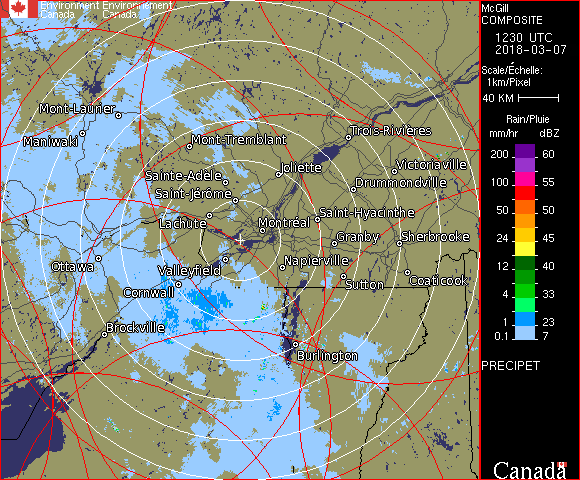 Environment Environnement
Canada Canada
McGill
COMPOSITE
1230 UTC
2018-03-07
Scale/Échelle:
1km/Pixel
40 KM
Rain/Pluie
mm/hr dBZ
200 60
100 55
50 50
24 45
12 40
4 33
1 23
0.1 7
PRECIPET
Canada
Mont-Laurier
Maniwaki
Mont-Tremblant
Trois-Rivières
Sainte-Adèle
Joliette
Victoriaville
Saint-Jérôme
Drummondville
Lachute
Montréal
Saint-Hyacinthe
Granby
Sherbrooke
Ottawa
Valleyfield
Napierville
Cornwall
Sutton
Coaticook
Brockville
Burlington